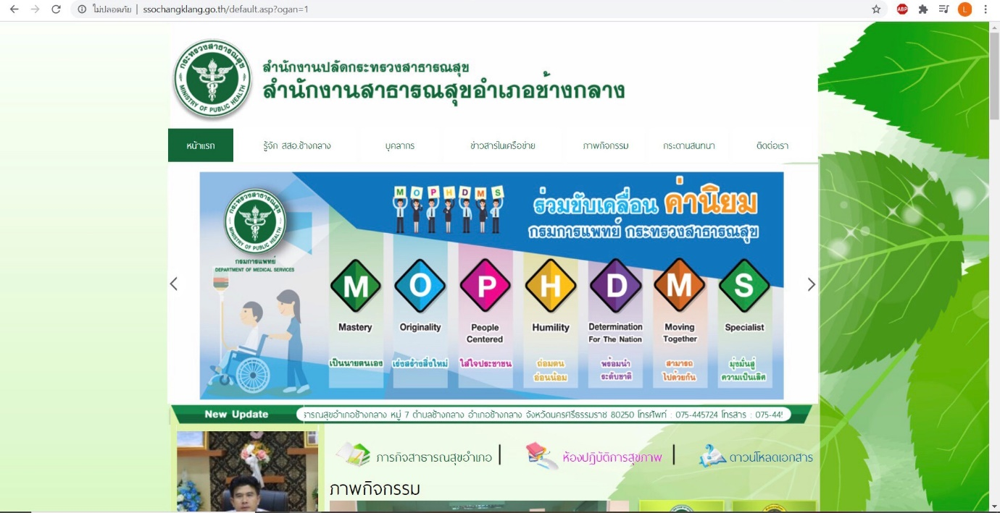 ไม่ปลอดภัย | ssochangklang.go.th/default.asp?ogan=1
ABP
L
กระทรวงสาธารณสุข
MINISTRY OF PUBLIC HEALTH
สำนักงานปลัดกระทรวงสาธารณสุข
สำนักงานสาธารณสุขอำเภอช้างกลาง
หน้าแรก รู้จัก สสอ.ช้างกลาง บุคลากร ข่าวสารในเครือข่าย ภาพกิจกรรม กระดานสนทนา ติดต่อเรา
กระทรวงสาธารณสุข
MINISTRY OF PUBLIC HEALTH
กรมการแพทย์
DEPARTMENT OF MEDICAL SERVICES
M O P H D M S
ร่วมขับเคลื่อน ค่านิยม
กรมการแพทย์ กระทรวงสาธารณสุข
M O P H D M S
Mastery Originality People Centered Humility Determination For The Nation Moving Together Specialist
เป็นนายตนเอง เร่งสร้างสิ่งใหม่ ใส่ใจประชาชน ถ่อมตน อ่อนน้อม พร้อมนำ ระดับชาติ สามารถ ไปด้วยกัน มุ่งมั่นสู่ ความเป็นเลิศ
New Update ารณสุขอำเภอช้างกลาง หมู่ 7 ตำบลช้างกลาง อำเภอช้างกลาง จังหวัดนครศรีธรรมราช 80250 โทรศัพท์ : 075-445724 โทรสาร : 075-44
ภารกิจสาธารณสุขอำเภอ | ห้องปฏิบัติการสุขภาพ | ดาวน์โหลดเอกสาร
ภาพกิจกรรม